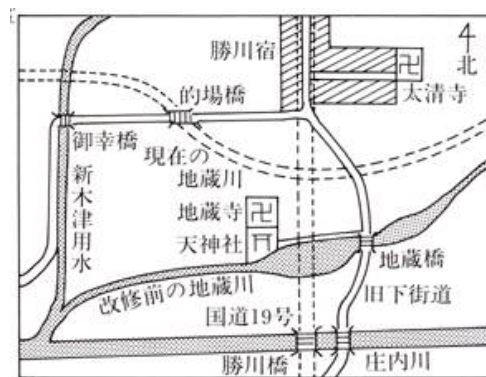 勝川宿
北
太清寺
的場橋
御幸橋
現在の
地蔵川
新木津用水
地蔵寺
天神社
地蔵橋
改修前の地蔵川
旧下街道
国道19号
勝川橋
庄内川